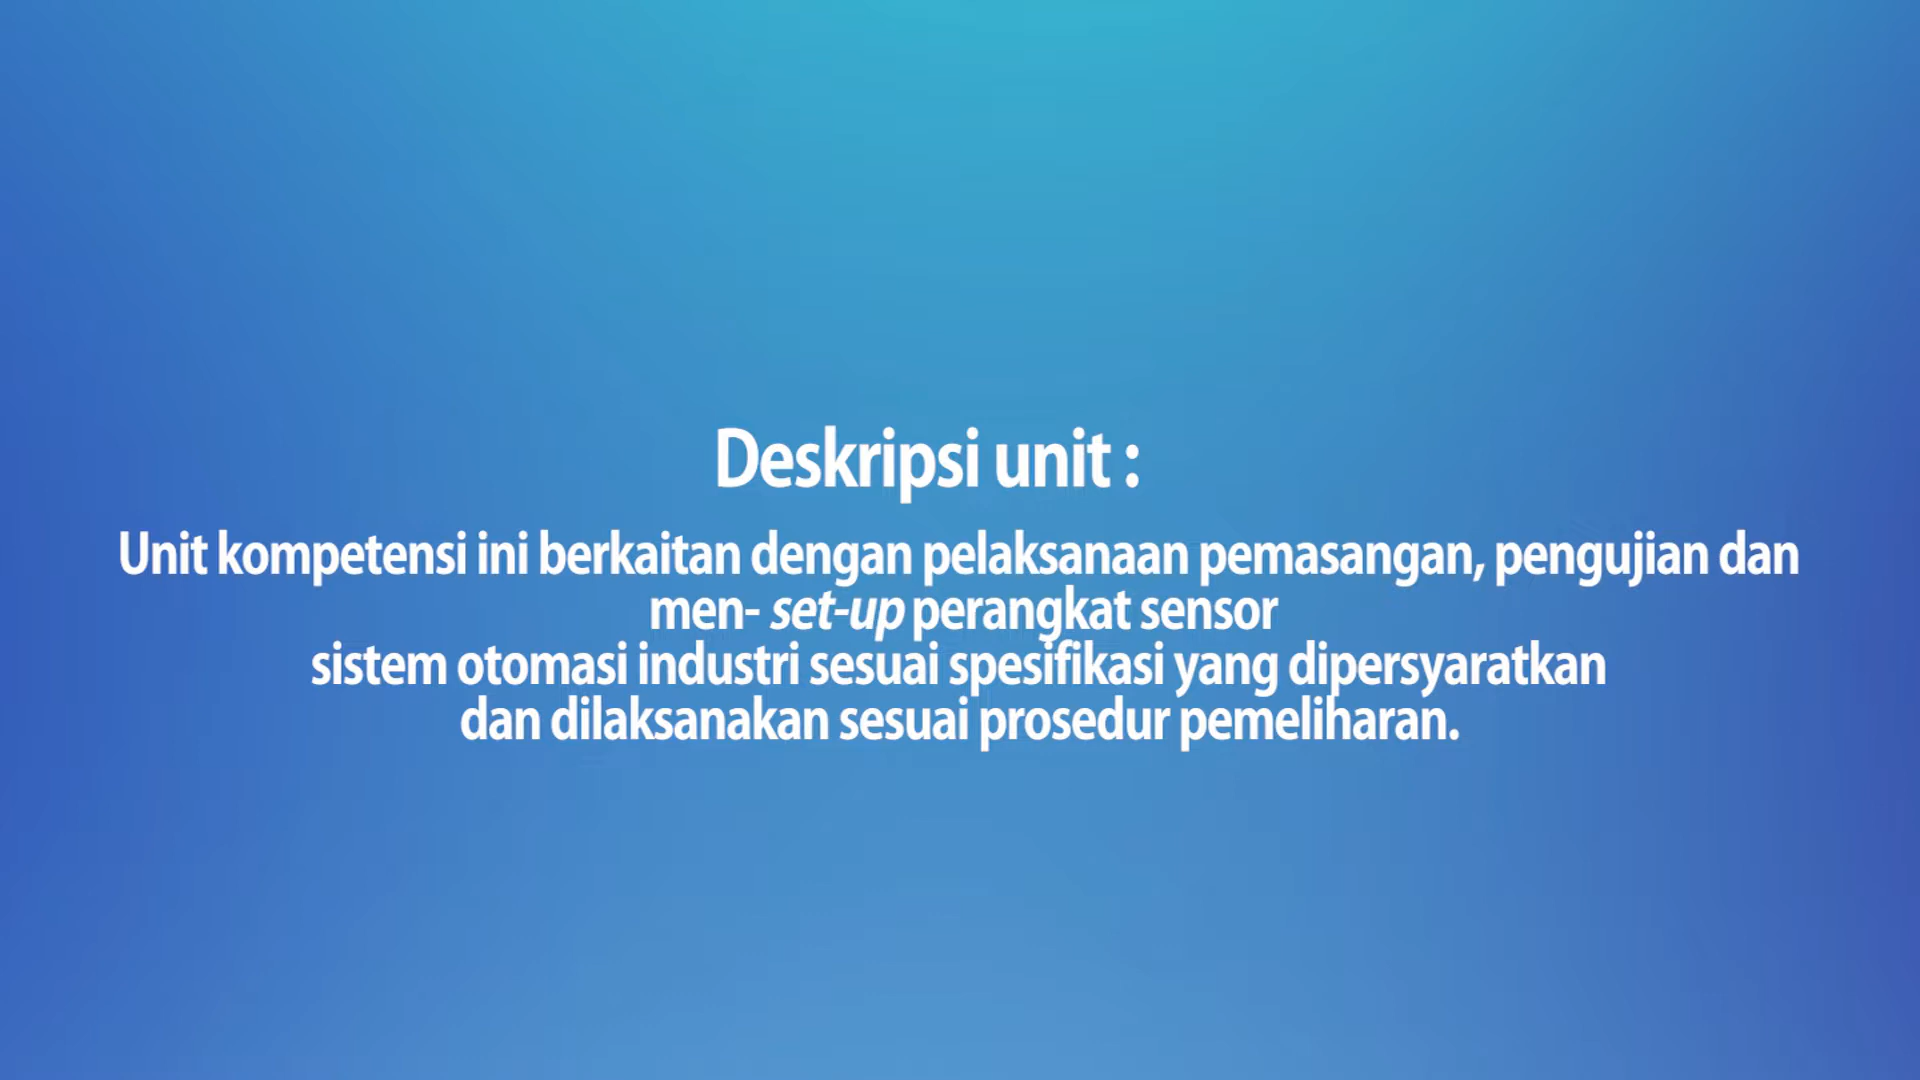 Deskripsi unit :
Unit kompetensi ini berkaitan dengan pelaksanaan pemasangan, pengujian dan
men- set-up perangkat sensor
sistem otomasi industri sesuai spesifikasi yang dipersyaratkan
dan dilaksanakan sesuai prosedur pemeliharan.